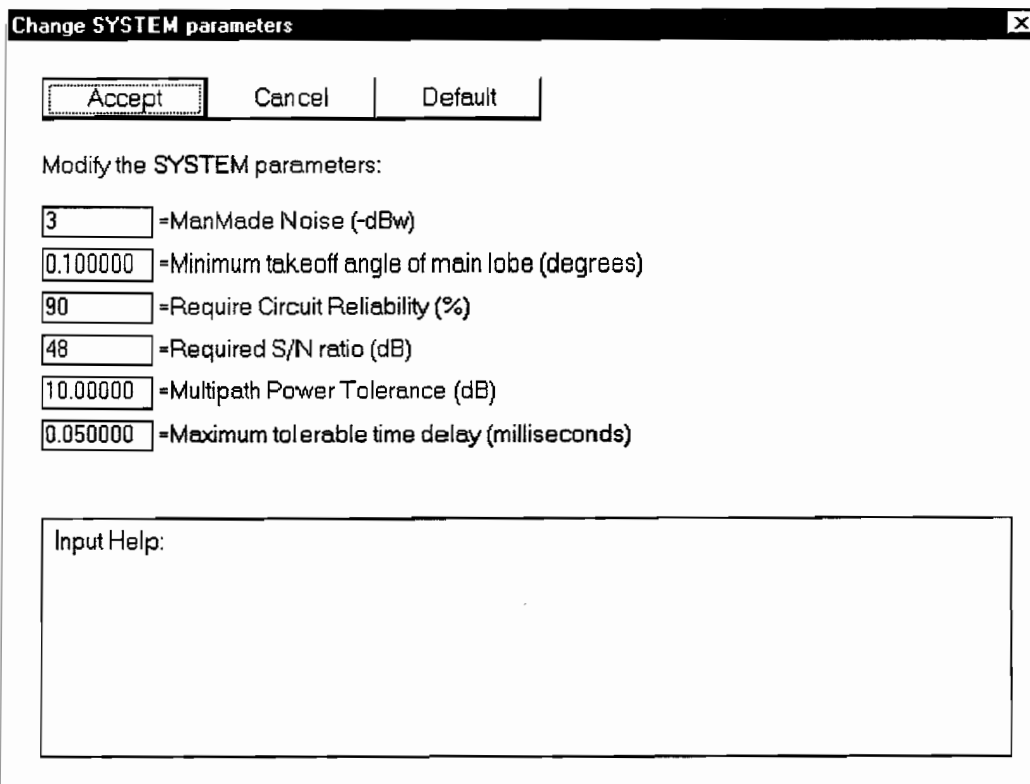 Change SYSTEM parameters
Accept Cancel Default
Modify the SYSTEM parameters:
3 =ManMade Noise (-dBw)
0.100000 =Minimum takeoff angle of main lobe (degrees)
90 =Require Circuit Reliability (%)
48 =Required S/N ratio (dB)
10.00000 =Multipath Power Tolerance (dB)
0.050000 =Maximum tolerable time delay (milliseconds)
Input Help: